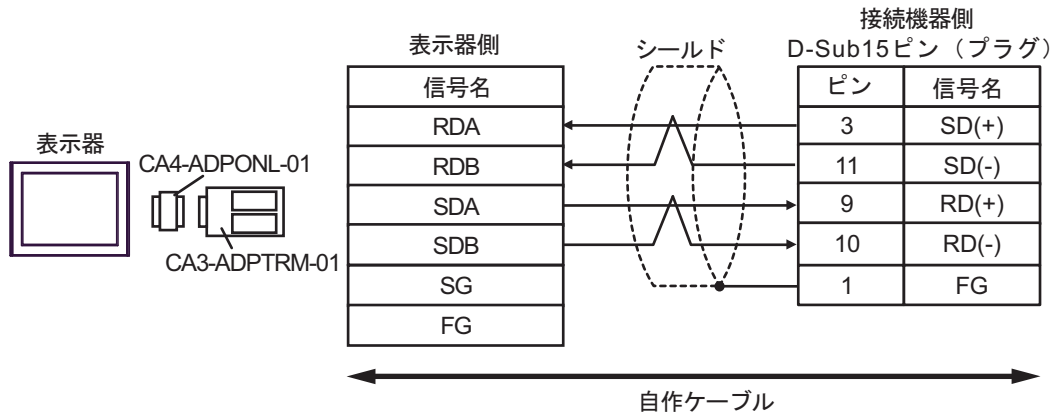 表示器
CA4-ADPONL-01
CA3-ADPTRM-01
表示器側
信号名
RDA
RDB
SDA
SDB
SG
FG
シールド
接続機器側
D-Sub15ピン（プラグ）
ピン 信号名
3 SD(+)
11 SD(-)
9 RD(+)
10 RD(-)
1 FG
自作ケーブル